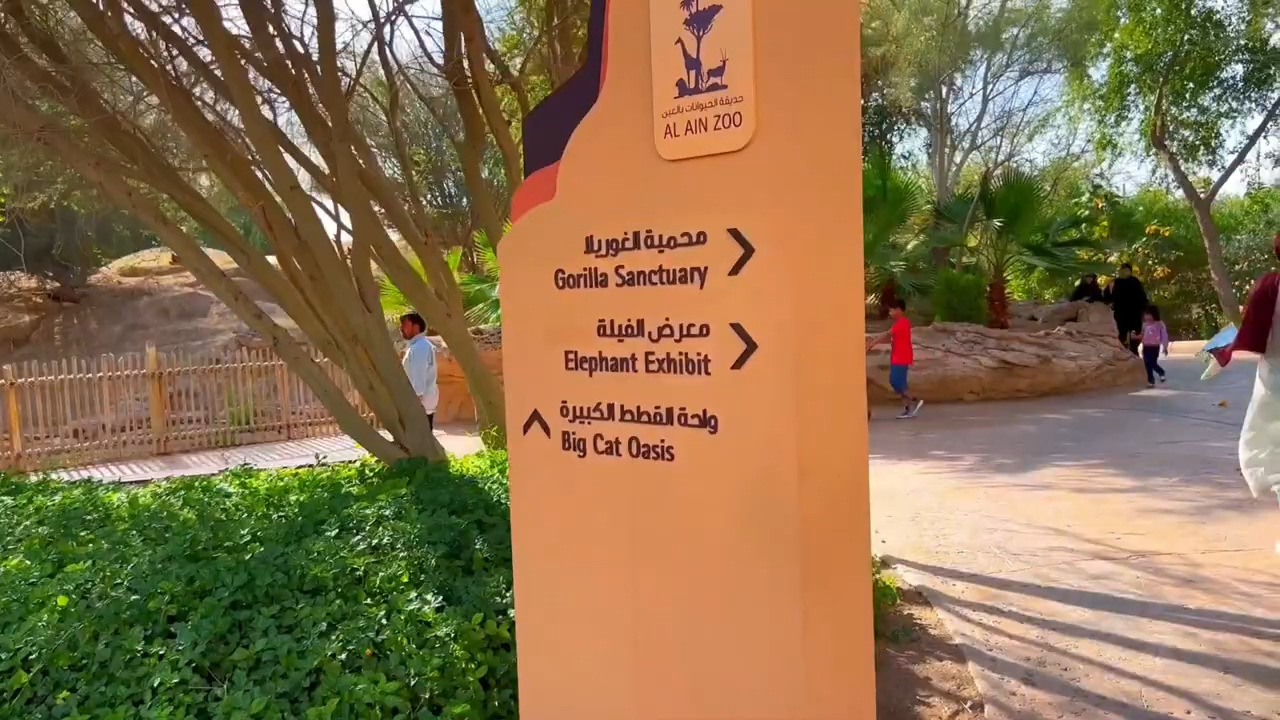 حديقة الحيوانات بالعين
AL AIN ZOO
محمية الغوريلا
Gorilla Sanctuary
معرض الفيلة
Elephant Exhibit
واحة القطط الكبيرة
Big Cat Oasis